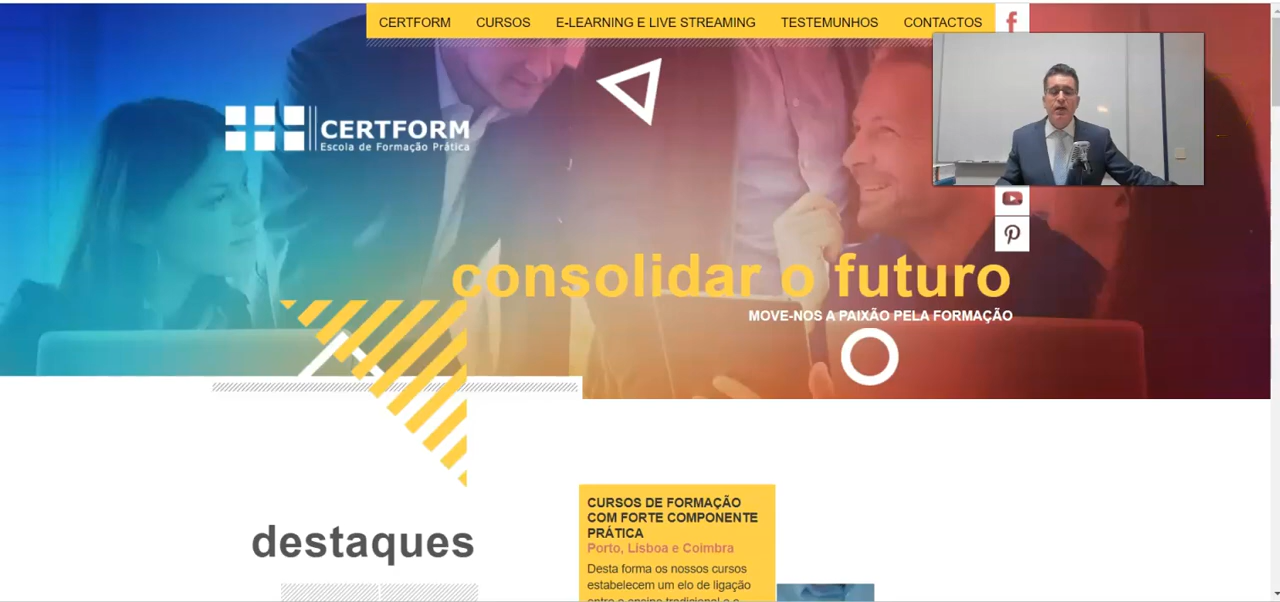 CERTFORM CURSOS E-LEARNING E LIVE STREAMING TESTEMUNHOS CONTACTOS
CERTFORM
Escola de Formação Prática
consolidar o futuro
MOVE-NOS A PAIXÃO PELA FORMAÇÃO
destaques
CURSOS DE FORMAÇÃO
COM FORTE COMPONENTE
PRÁTICA
Porto, Lisboa e Coimbra
Desta forma os nossos cursos
estabelecem um elo de ligação